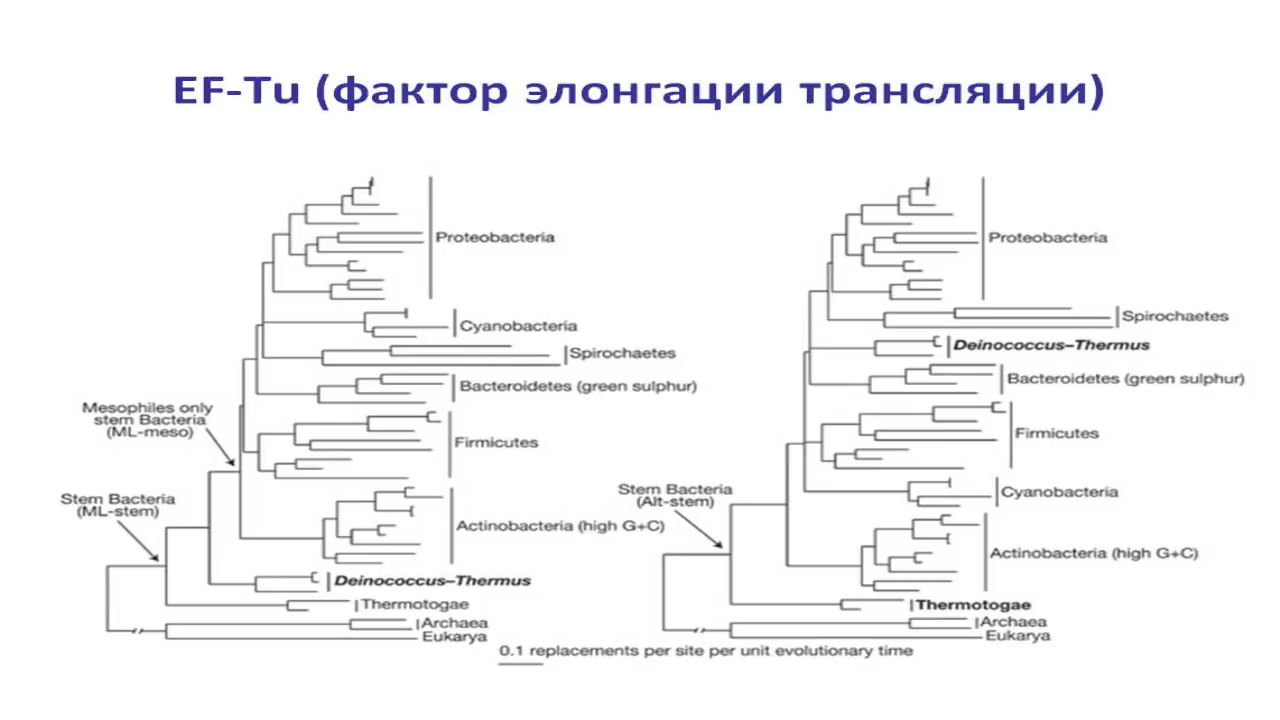 EF-Tu (фактор элонгации трансляции)
Proteobacteria
Cyanobacteria
Spirochaetes
Bacteroidetes (green sulphur)
Mesophiles only
stem Bacteria
(ML-meso)
Firmicutes
Stem Bacteria
(ML-stem)
Actinobacteria (high G+C)
Deinococcus–Thermus
Thermotogae
Archaea
Eukarya
Proteobacteria
Spirochaetes
Deinococcus–Thermus
Bacteroidetes (green sulphur)
Firmicutes
Stem Bacteria
(Alt-stem)
Cyanobacteria
Actinobacteria (high G+C)
Thermotogae
Archaea
Eukarya
0.1 replacements per site per unit evolutionary time